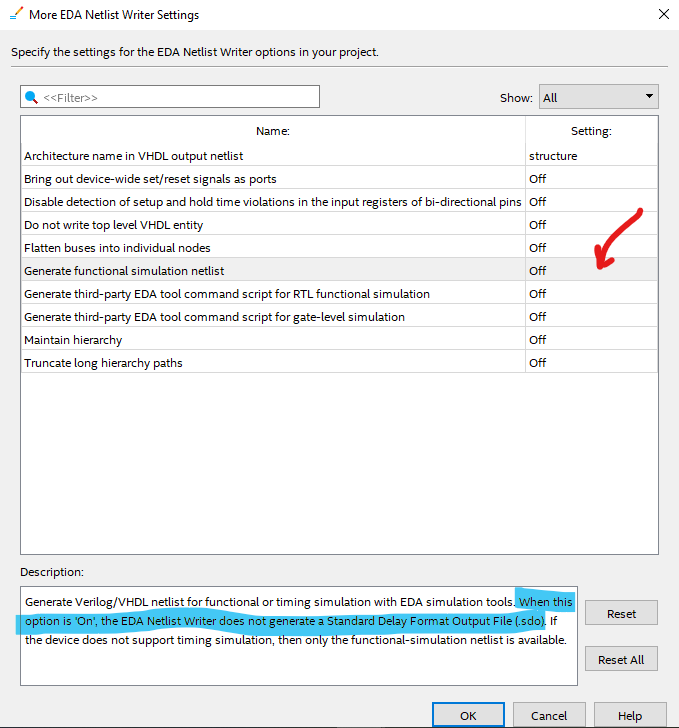 More EDA Netlist Writer Settings
Specify the settings for the EDA Netlist Writer options in your project.
<<Filter>>
Show: All
Name: Setting:
Architecture name in VHDL output netlist structure
Bring out device-wide set/reset signals as ports Off
Disable detection of setup and hold time violations in the input registers of bi-directional pins Off
Do not write top level VHDL entity Off
Flatten buses into individual nodes Off
Generate functional simulation netlist Off
Generate third-party EDA tool command script for RTL functional simulation Off
Generate third-party EDA tool command script for gate-level simulation Off
Maintain hierarchy Off
Truncate long hierarchy paths Off
Description:
Generate Verilog/VHDL netlist for functional or timing simulation with EDA simulation tools. When this
option is 'On', the EDA Netlist Writer does not generate a Standard Delay Format Output File (.sdo). If
the device does not support timing simulation, then only the functional-simulation netlist is available.
Reset
Reset All
OK Cancel Help